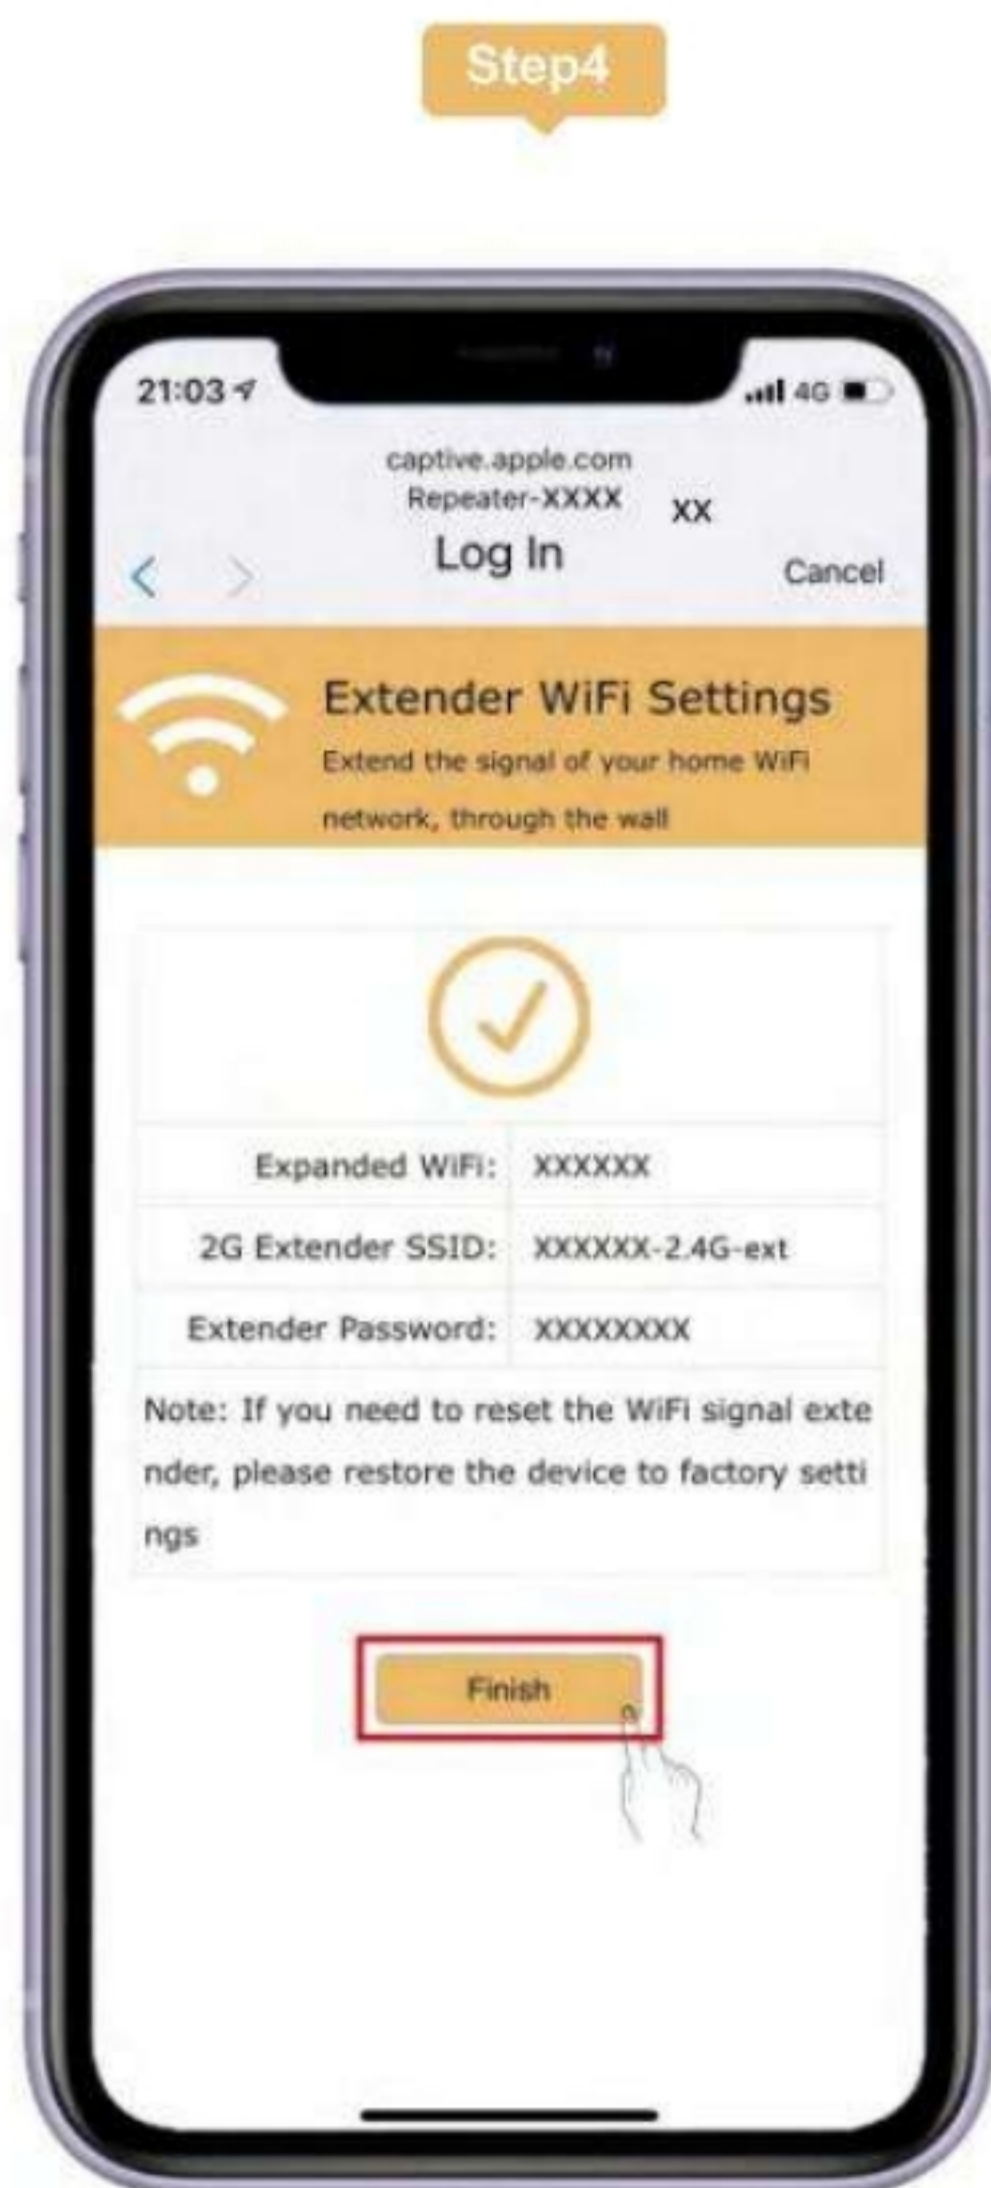 Step4
21:03
4G
captive.apple.com
Repeater-XXXX
XX
Log In
Cancel
Extender WiFi Settings
Extend the signal of your home WiFi
network, through the wall
Expanded WiFi: XXXXXX
2G Extender SSID: XXXXXX-2.4G-ext
Extender Password: XXXXXXXX
Note: If you need to reset the WiFi signal exte
nder, please restore the device to factory setti
ngs
Finish